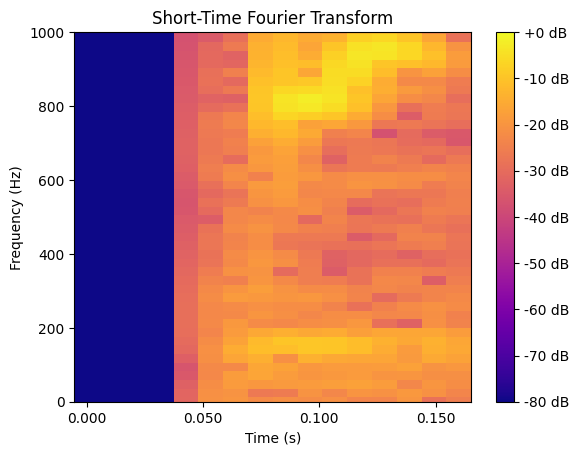 Short-Time Fourier Transform
1000
800
600
400
200
0
Frequency (Hz)
0.000
0.050
0.100
0.150
Time (s)
+0 dB
-10 dB
-20 dB
-30 dB
-40 dB
-50 dB
-60 dB
-70 dB
-80 dB